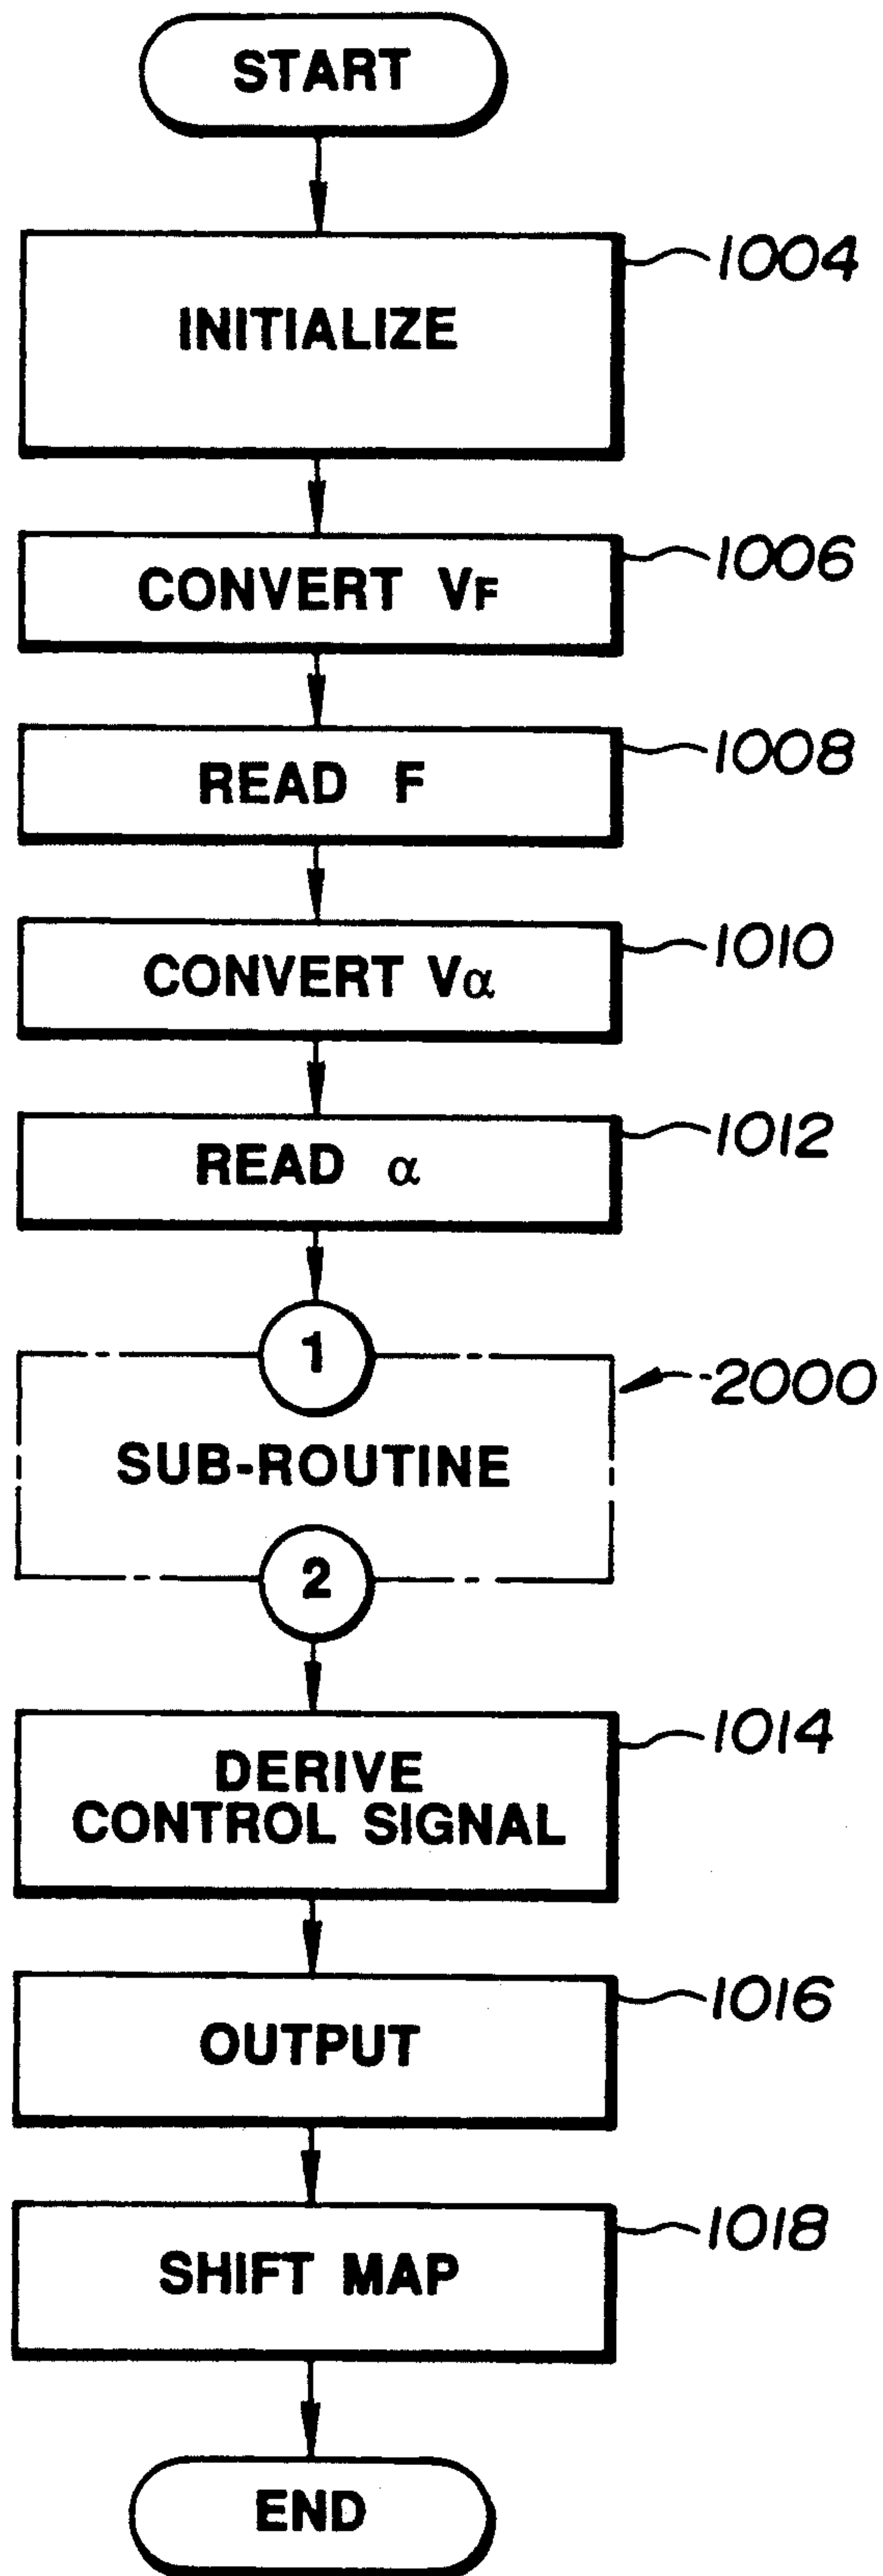 START
INITIALIZE
1004
CONVERT VF
1006
READ F
1008
CONVERT Vα
1010
READ α
1012
1
SUB-ROUTINE
2000
2
DERIVE
CONTROL SIGNAL
1014
OUTPUT
1016
SHIFT MAP
1018
END